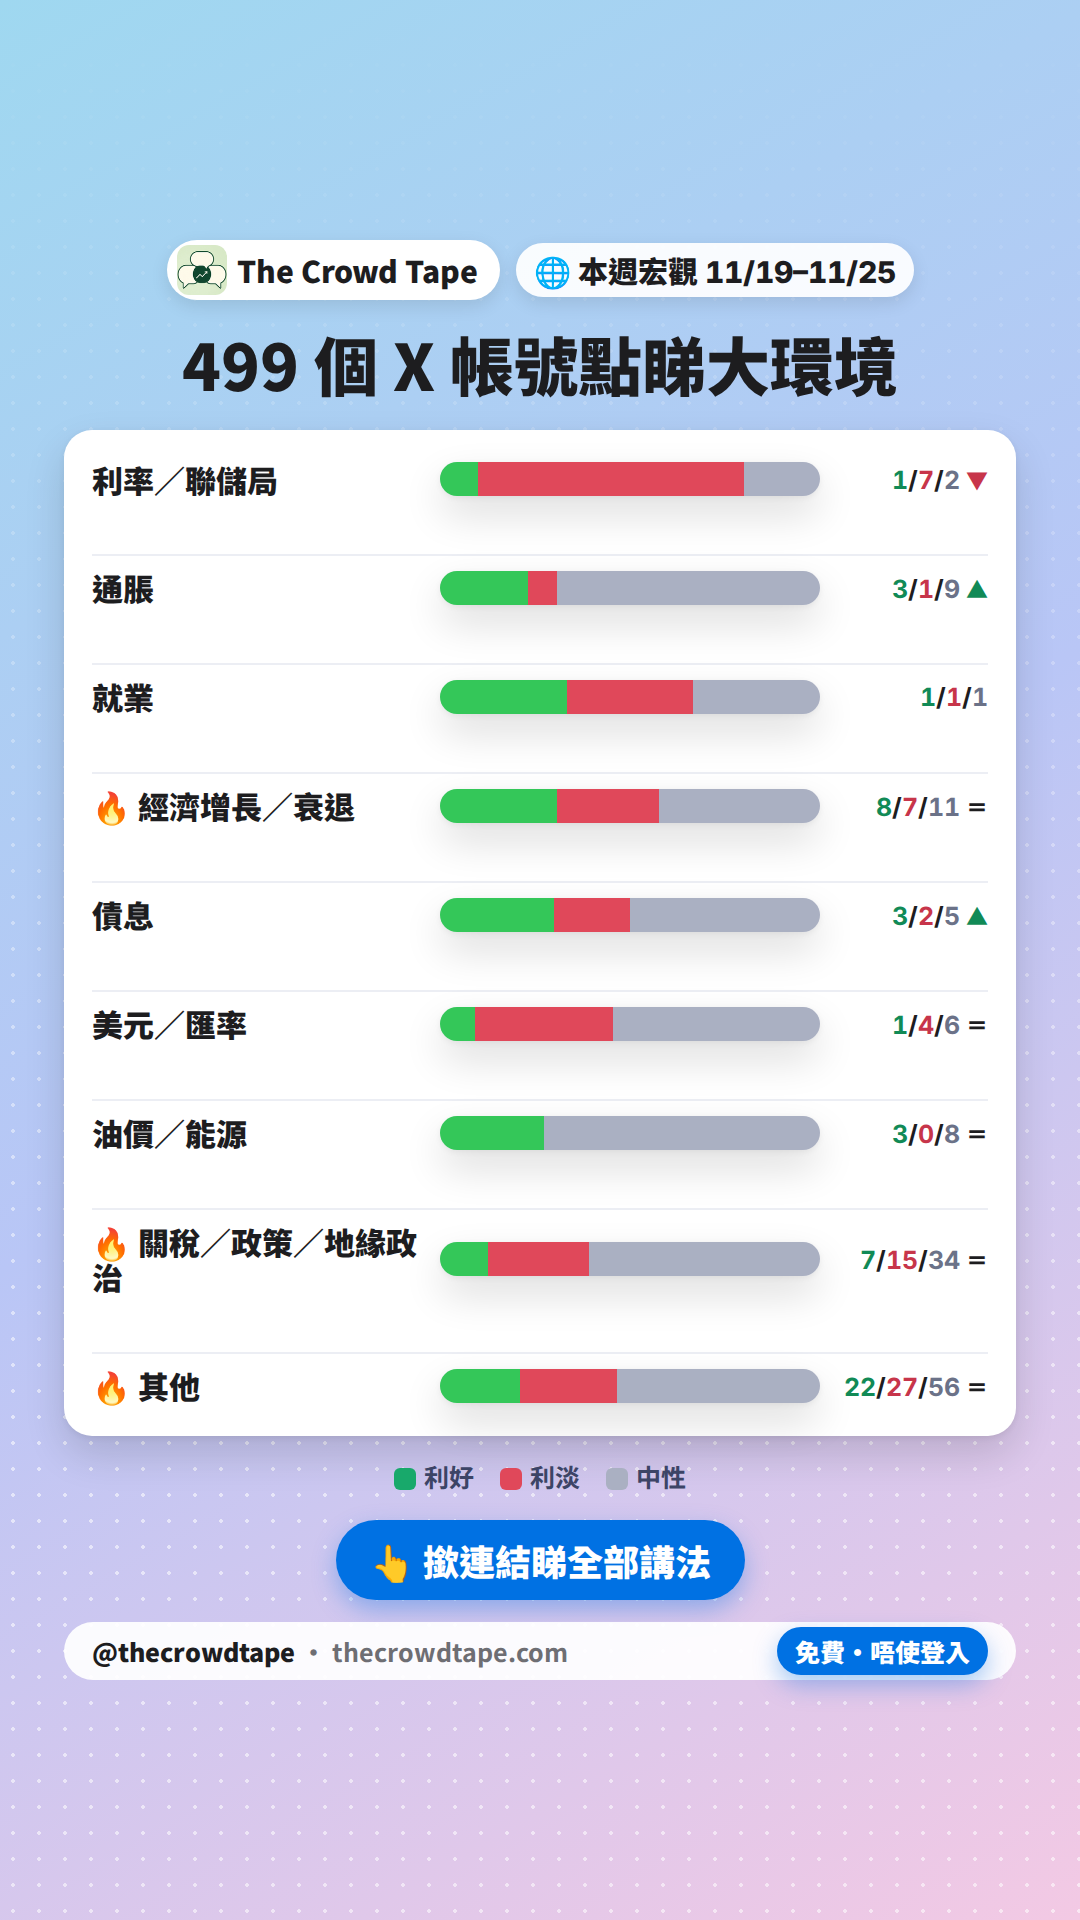 The Crowd Tape
本週宏觀 11/19–11/25
499 個 X 帳號點睇大環境
利率／聯儲局
1/7/2 ▼
通脹
3/1/9 ▲
就業
1/1/1
🔥 經濟增長／衰退
8/7/11 =
債息
3/2/5 ▲
美元／匯率
1/4/6 =
油價／能源
3/0/8 =
🔥 關稅／政策／地緣政
治
7/15/34 =
🔥 其他
22/27/56 =
利好 利淡 中性
👆 撳連結睇全部講法
@thecrowdtape · thecrowdtape.com
免費・唔使登入